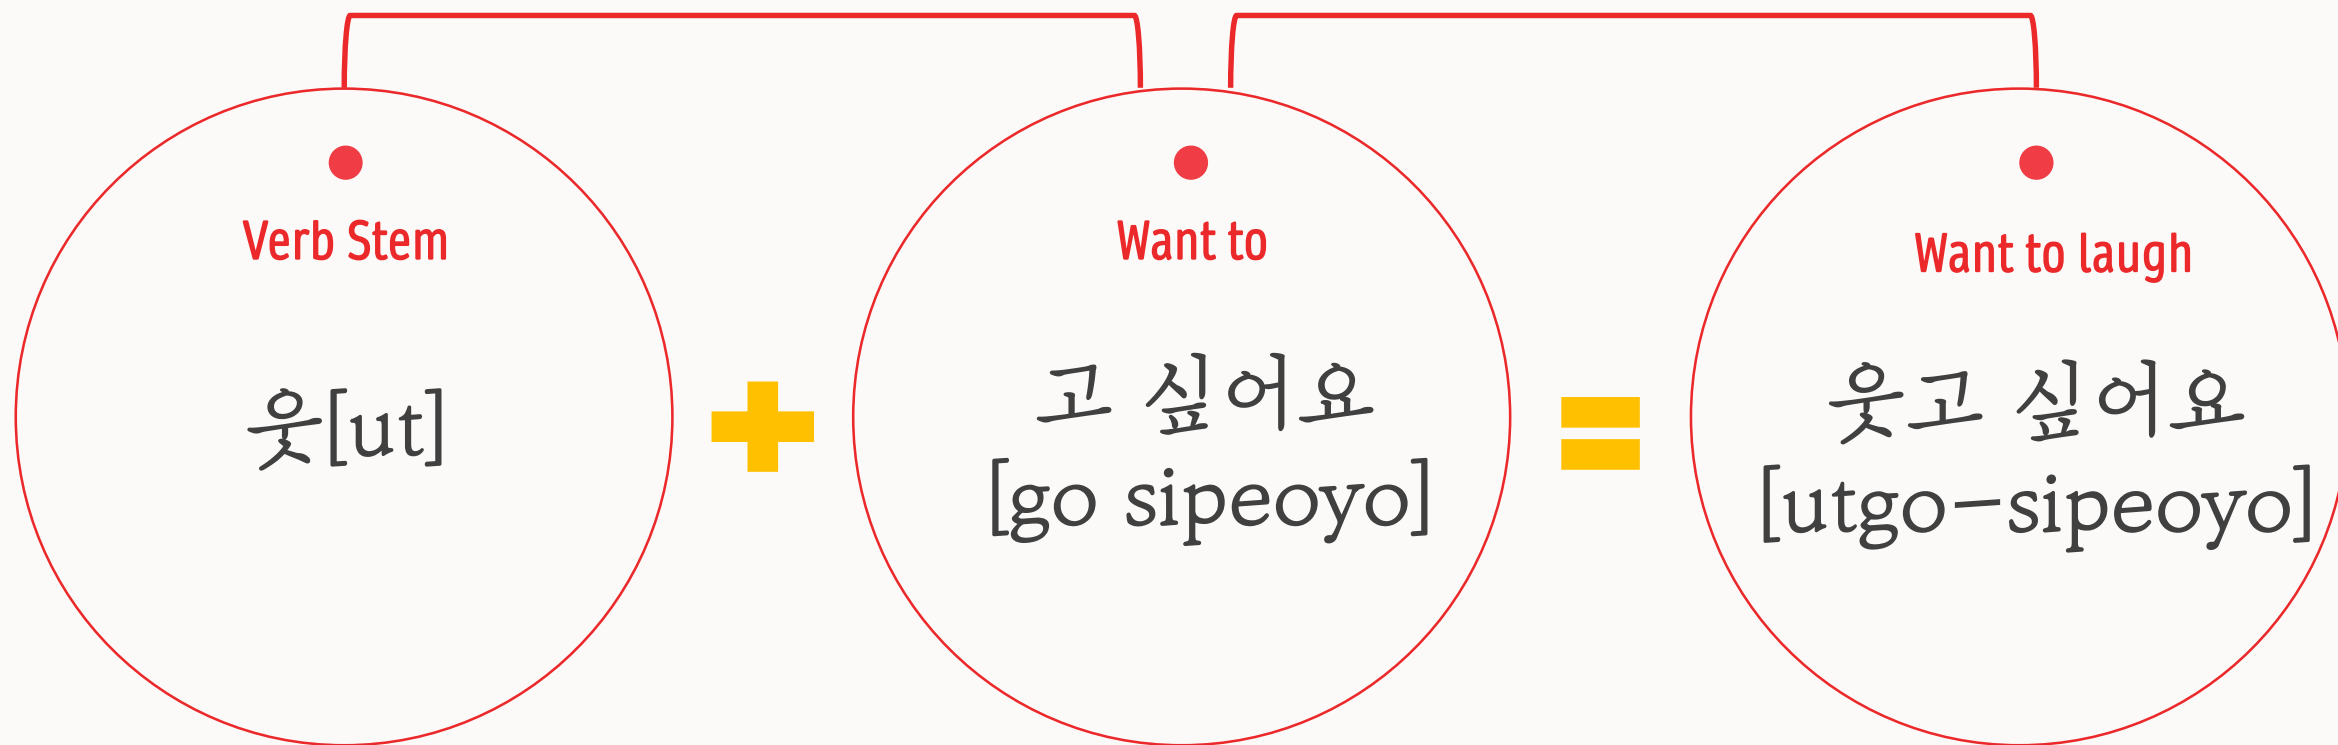 Verb Stem
웃[ut]
Want to
고 싶어요
[go sipeoyo]
Want to laugh
웃고 싶어요
[utgo-sipeoyo]